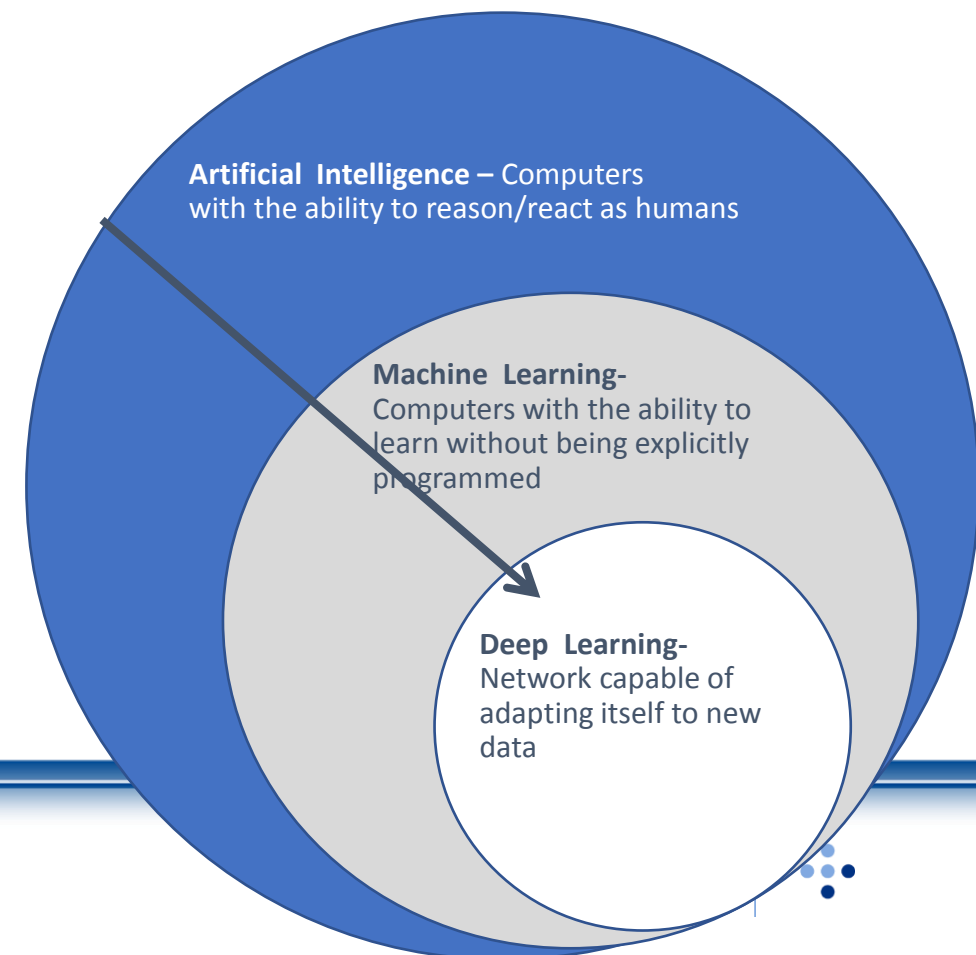 Artificial Intelligence – Computers
with the ability to reason/react as humans
Machine Learning-
Computers with the ability to
learn without being explicitly
programmed
Deep Learning-
Network capable of
adapting itself to new
data